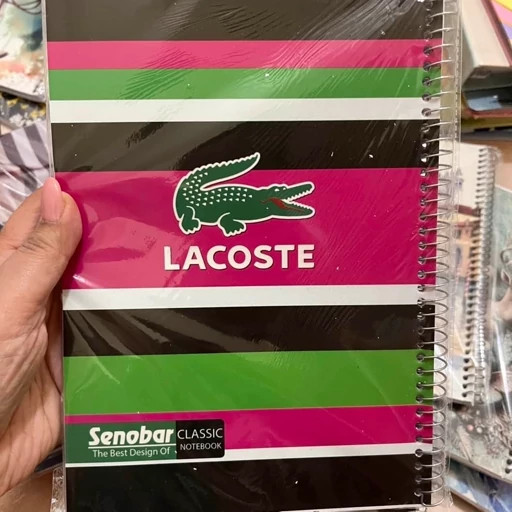 LACOSTE
Senobar CLASSIC
The Best Design Of NOTEBOOK